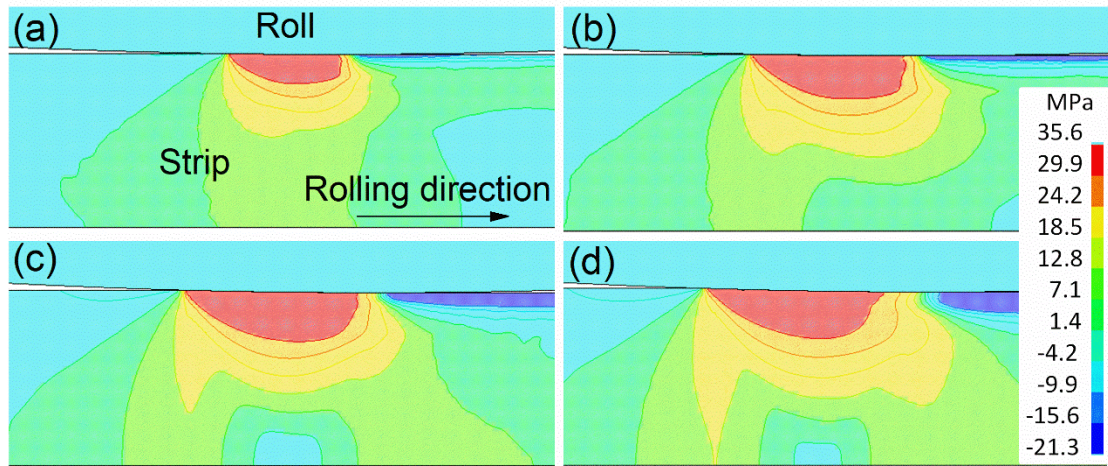 (a)
Roll
(b)
Strip
Rolling direction
(c)
(d)
MPa
35.6
29.9
24.2
18.5
12.8
7.1
1.4
-4.2
-9.9
-15.6
-21.3